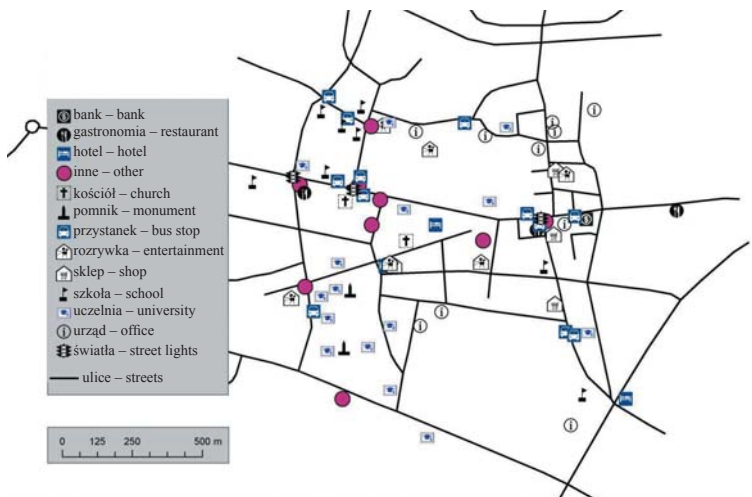 bank – bank
gastronomia – restaurant
hotel – hotel
inne – other
kościół – church
pomnik – monument
przystanek – bus stop
rozrywka – entertainment
sklep – shop
szkoła – school
uczelnia – university
urząd – office
światła – street lights
ulice – streets
0 125 250 500 m